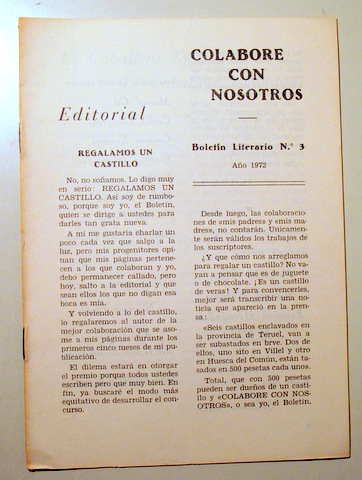 COLABORE
CON
NOSOTROS
Boletín Literario N.° 3
Año 1972
Editorial
REGALAMOS UN
CASTILLO
No, no soñamos. Lo digo muy
en serio: REGALAMOS UN
CASTILLO. Así soy de rumbo-
so, porque soy yo, el Boletín,
quien se dirige a ustedes para
darles tan grata nueva.
A mí me gustaría charlar un
poco cada vez que salgo a la
luz, pero mis progenitores opi-
nan que mis páginas pertene-
cen a los que colaboran y yo,
debo permanecer callado, pero
hoy, salto a la editorial y que
sean ellos los que no digan esa
boca es mía.
Y volviendo a lo del castillo,
lo regalaremos al autor de la
mejor colaboración que se aso-
me a mis páginas durante los
primeros cinco meses de mi pu-
blicación.
El dilema estará en otorgar
el premio porque todos ustedes
escriben pero que muy bien. En
fin, ya buscaré el modo más
equitativo de desarrollar el con-
curso.
Desde luego, las colaboracio-
nes de «mis padres» y «mis ma-
dres», no contarán. Unicamente
serán válidos los trabajos de
los suscriptores.
¿Y que cómo nos arreglamos
para regalar un castillo? No va-
yan a pensar que es de juguete
o de chocolate. ¡Es un castillo
de veras! Y para convencerles,
mejor será transcribir una no-
ticia que apareció en la pren-
sa:
«Seis castillos enclavados en
la provincia de Teruel, van a
ser subastados en brve. Dos de
ellos, uno sito en Villel y otro
en Huesca del Común, están ta-
sados en 500 pesetas cada uno».
Total, que con 500 pesetas
pueden ser dueños de un casti-
llo y «COLABORE CON NOS-
OTROS», o sea yo, el Boletín,